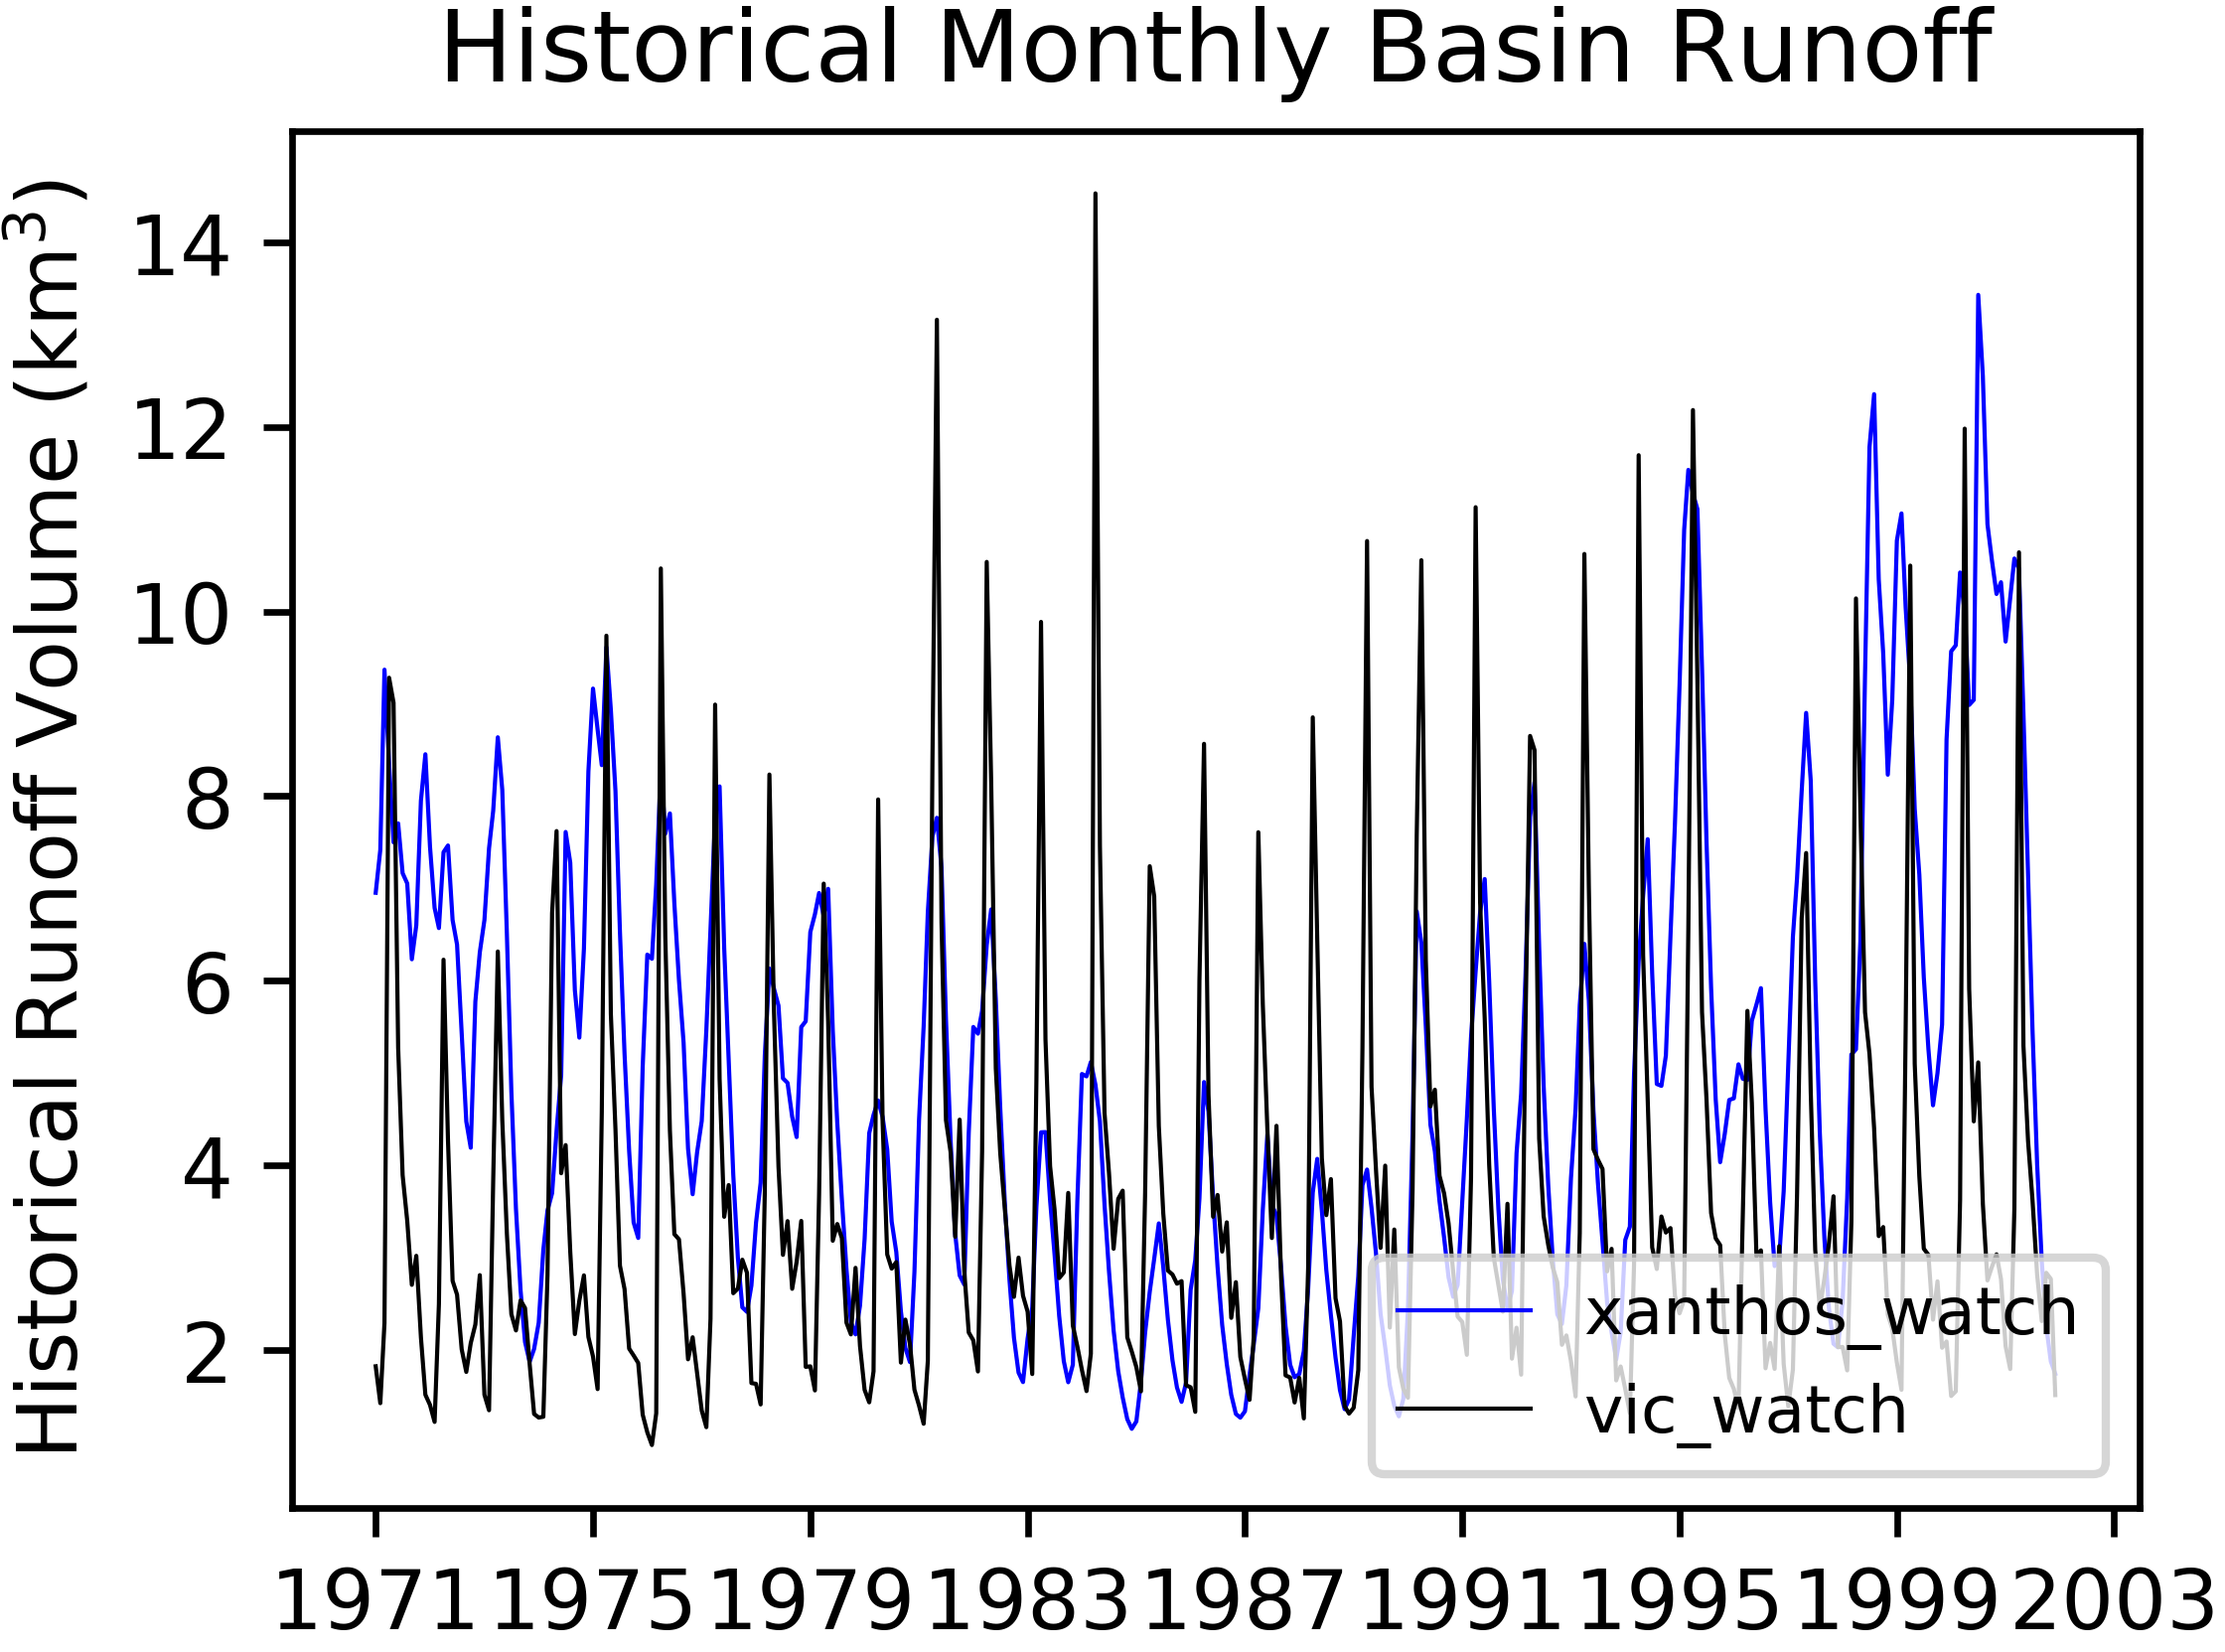 Historical Monthly Basin Runoff
Historical Runoff Volume (km³)
14
12
10
8
6
4
2
xanthos_watch
vic_watch
1971 1975 1979 1983 1987 1991 1995 1999 2003